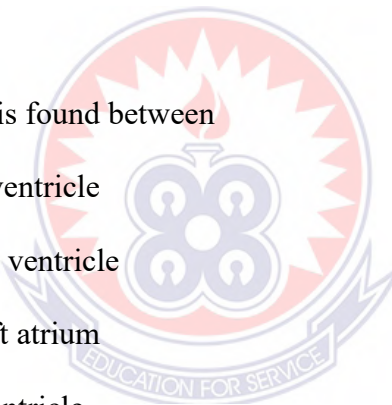 is found between
ventricle
ventricle
atrium
EDUCATION FOR SERVICE